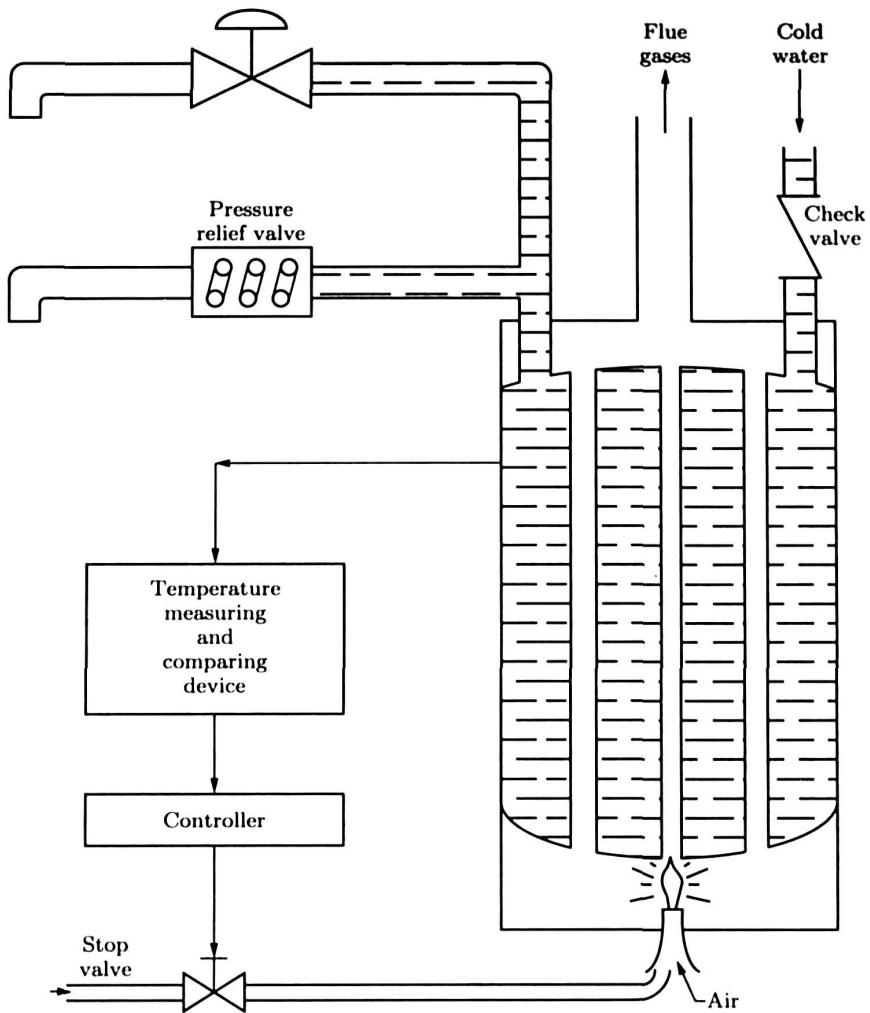 Flue
gases
Cold
water
Pressure
relief valve
Check
valve
Temperature
measuring
and
comparing
device
Controller
Stop
valve
Air